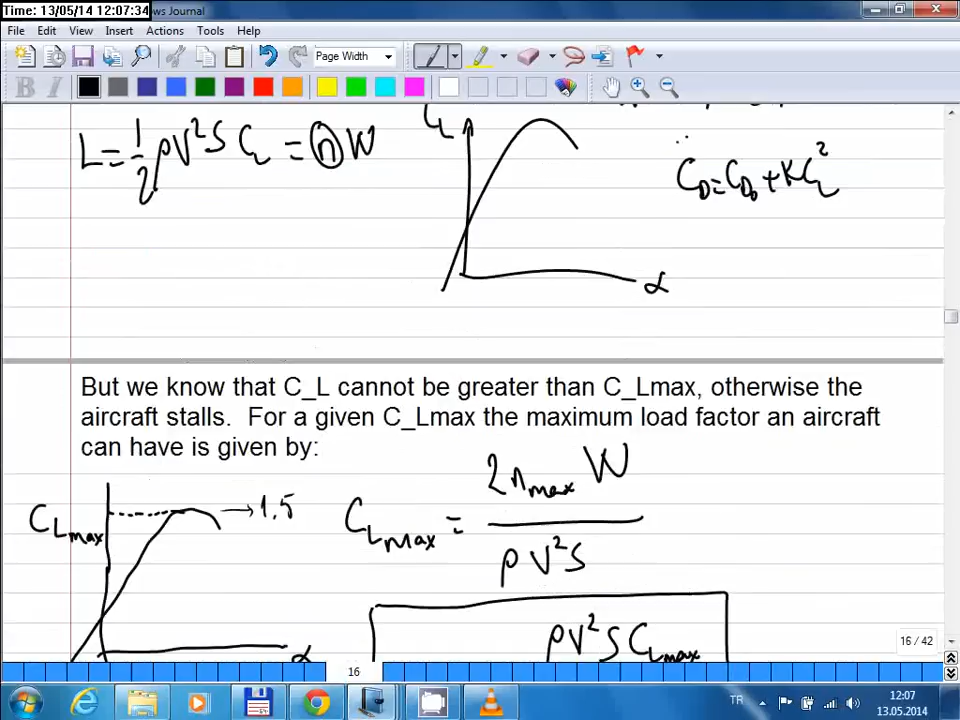 Time: 13/05/14 12:07:34
ows Journal
File Edit View Insert Actions Tools Help
Page Width
B I
C_L
L = 1/2 ρV²S C_L = n W
C_D = C_D0 + KC_L²
α
But we know that C_L cannot be greater than C_Lmax, otherwise the
aircraft stalls. For a given C_Lmax the maximum load factor an aircraft
can have is given by:
C_Lmax → 1.5
C_Lmax = 2 n_max W / ρV²S
ρV²S C_Lmax
α
16 / 42
16
TR
12:07
13.05.2014